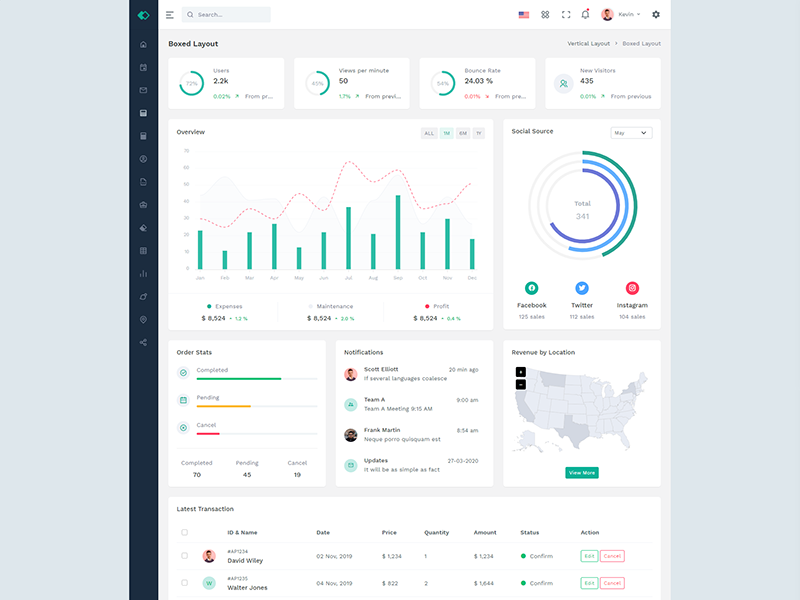 Search...
Kevin
Boxed Layout
Vertical Layout > Boxed Layout
72%
Users
2.2k
0.02% From pr...
45%
Views per minute
50
1.7% From previ...
54%
Bounce Rate
24.03 %
0.01% From pre...
New Visitors
435
0.01% From previous
Overview
ALL 1M 6M 1Y
70
60
50
40
30
20
10
0
Jan Feb Mar Apr May Jun Jul Aug Sep Oct Nov Dec
Expenses
$ 8,524 1.2 %
Maintenance
$ 8,524 2.0 %
Profit
$ 8,524 0.4 %
Social Source
May
Total
341
Facebook
125 sales
Twitter
112 sales
Instagram
104 sales
Order Stats
Completed
Pending
Cancel
Completed Pending Cancel
70 45 19
Notifications
Scott Elliott 20 min ago
If several languages coalesce
Team A 9:00 am
Team A Meeting 9:15 AM
Frank Martin 8:54 am
Neque porro quisquam est
Updates 27-03-2020
It will be as simple as fact
Revenue by Location
+
−
View More
Latest Transaction
ID & Name Date Price Quantity Amount Status Action
#AP1234
David Wiley 02 Nov, 2019 $ 1,234 1 $ 1,234 Confirm Edit Cancel
W #AP1235
Walter Jones 04 Nov, 2019 $ 822 2 $ 1,644 Confirm Edit Cancel